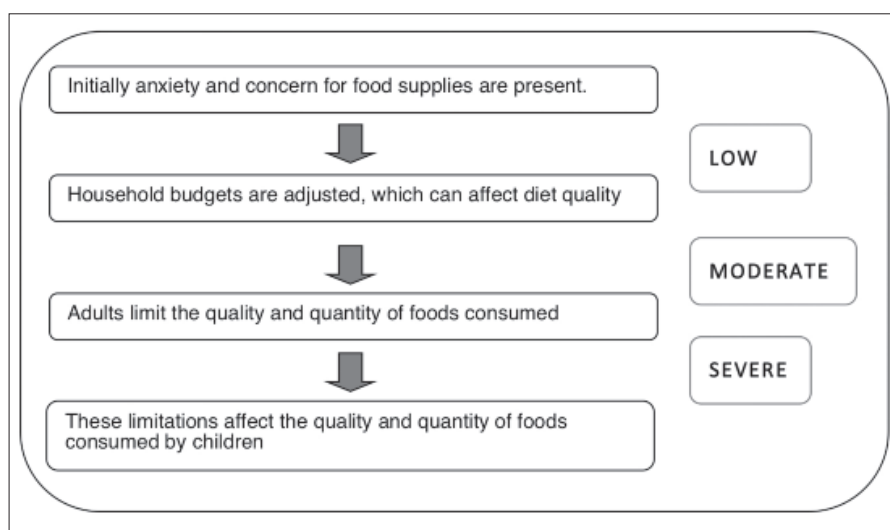 Initially anxiety and concern for food supplies are present.
LOW
Household budgets are adjusted, which can affect diet quality
MODERATE
Adults limit the quality and quantity of foods consumed
SEVERE
These limitations affect the quality and quantity of foods
consumed by children